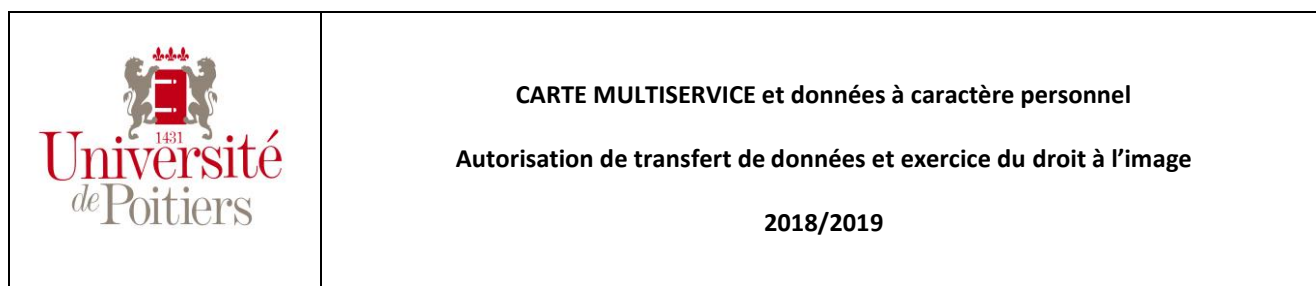 1431
Université
de Poitiers
CARTE MULTISERVICE et données à caractère personnel
Autorisation de transfert de données et exercice du droit à l’image
2018/2019